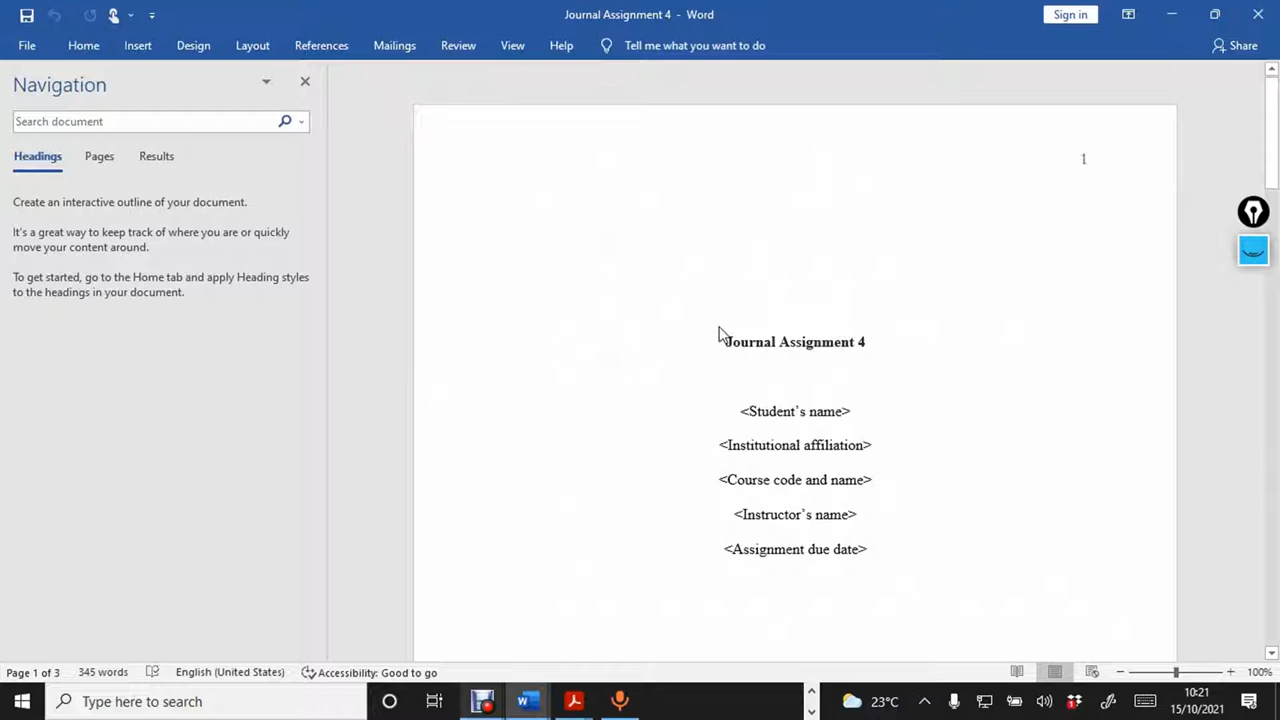 Journal Assignment 4 - Word
Sign in
File Home Insert Design Layout References Mailings Review View Help Tell me what you want to do Share
Navigation
Search document
Headings Pages Results
Create an interactive outline of your document.
It's a great way to keep track of where you are or quickly
move your content around.
To get started, go to the Home tab and apply Heading styles
to the headings in your document.
1
Journal Assignment 4
<Student’s name>
<Institutional affiliation>
<Course code and name>
<Instructor’s name>
<Assignment due date>
Page 1 of 3 345 words English (United States) Accessibility: Good to go 100%
Type here to search
23°C
10:21
15/10/2021